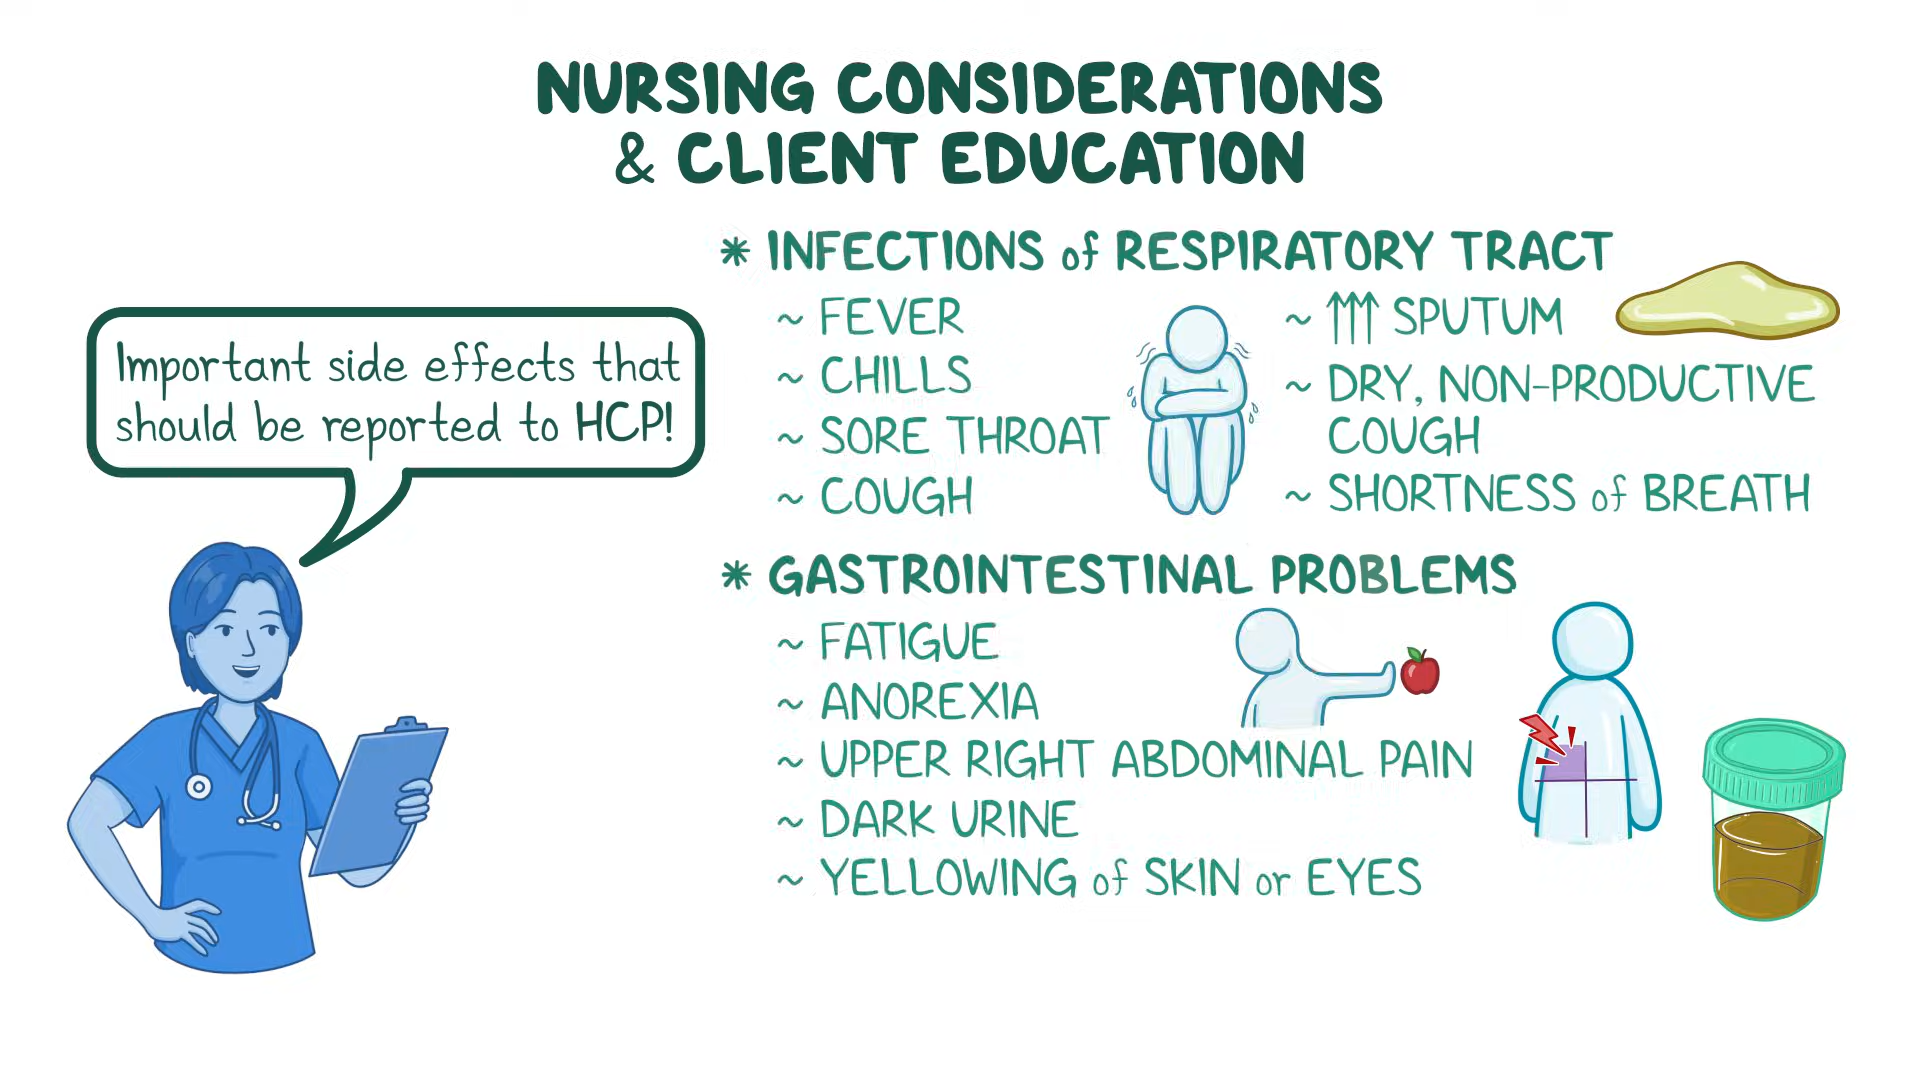 NURSING CONSIDERATIONS
& CLIENT EDUCATION
Important side effects that
should be reported to HCP!
* INFECTIONS of RESPIRATORY TRACT
~ FEVER
~ CHILLS
~ SORE THROAT
~ COUGH
~ ↑↑↑ SPUTUM
~ DRY, NON-PRODUCTIVE
COUGH
~ SHORTNESS of BREATH
* GASTROINTESTINAL PROBLEMS
~ FATIGUE
~ ANOREXIA
~ UPPER RIGHT ABDOMINAL PAIN
~ DARK URINE
~ YELLOWING of SKIN or EYES